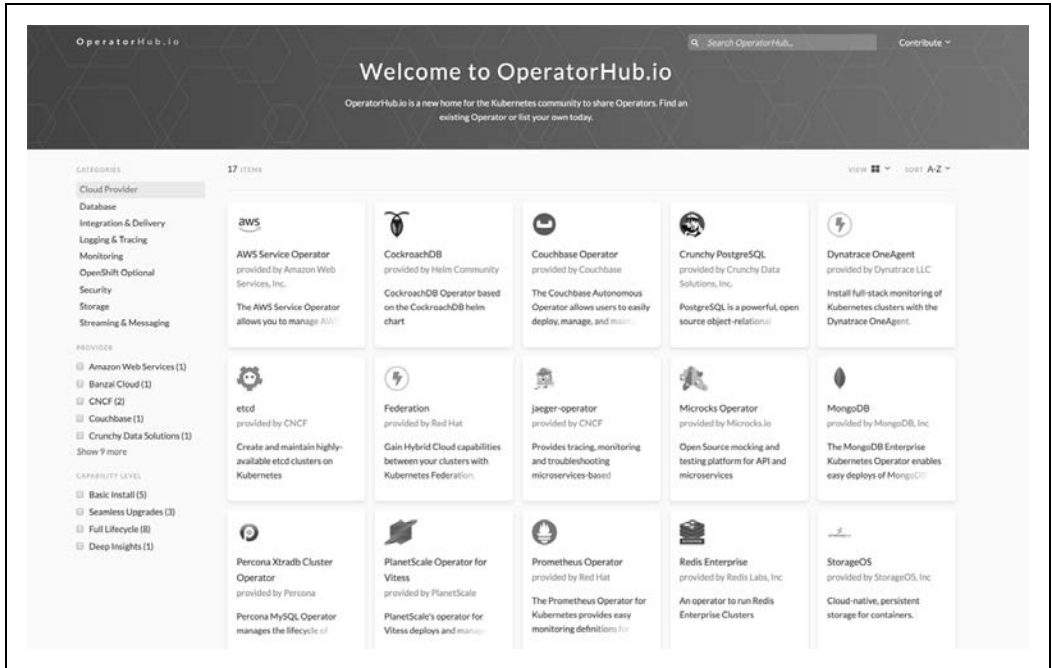 OperatorHub.io
Search OperatorHub...
Contribute
Welcome to OperatorHub.io
OperatorHub.io is a new home for the Kubernetes community to share Operators. Find an
existing Operator or list your own today.
CATEGORIES
Cloud Provider
Database
Integration & Delivery
Logging & Tracing
Monitoring
OpenShift Optional
Security
Storage
Streaming & Messaging
PROVIDER
Amazon Web Services (1)
Banzai Cloud (1)
CNCF (2)
Couchbase (1)
Crunchy Data Solutions (1)
Show 9 more
CAPABILITY LEVEL
Basic Install (5)
Seamless Upgrades (3)
Full Lifecycle (8)
Deep Insights (1)
17 ITEMS
VIEW
SORT A-Z
aws
AWS Service Operator
provided by Amazon Web
Services, Inc.
The AWS Service Operator
allows you to manage AWS
CockroachDB
provided by Helm Community
CockroachDB Operator based
on the CockroachDB helm
chart
Couchbase Operator
provided by Couchbase
The Couchbase Autonomous
Operator allows users to easily
deploy, manage, and
Crunchy PostgreSQL
provided by Crunchy Data
Solutions, Inc.
PostgreSQL is a powerful, open
source object-relational
Dynatrace OneAgent
provided by Dynatrace LLC
Install full-stack monitoring of
Kubernetes clusters with the
Dynatrace OneAgent.
etcd
provided by CNCF
Create and maintain highly-
available etcd clusters on
Kubernetes
Federation
provided by Red Hat
Gain Hybrid Cloud capabilities
between your clusters with
Kubernetes Federation.
jaeger-operator
provided by CNCF
Provides tracing, monitoring
and troubleshooting
microservices-based
Microcks Operator
provided by Microcks.io
Open Source mocking and
testing platform for API and
microservices
MongoDB
provided by MongoDB, Inc
The MongoDB Enterprise
Kubernetes Operator enables
easy deploys of MongoDB
Percona Xtradb Cluster
Operator
provided by Percona
Percona MySQL Operator
manages the lifecycle of
PlanetScale Operator for
Vitess
provided by PlanetScale
PlanetScale's operator for
Vitess deploys and
Prometheus Operator
provided by Red Hat
The Prometheus Operator for
Kubernetes provides easy
monitoring definitions for
Redis Enterprise
provided by Redis Labs, Inc
An operator to run Redis
Enterprise Clusters
StorageOS
provided by StorageOS, Inc
Cloud-native, persistent
storage for containers.